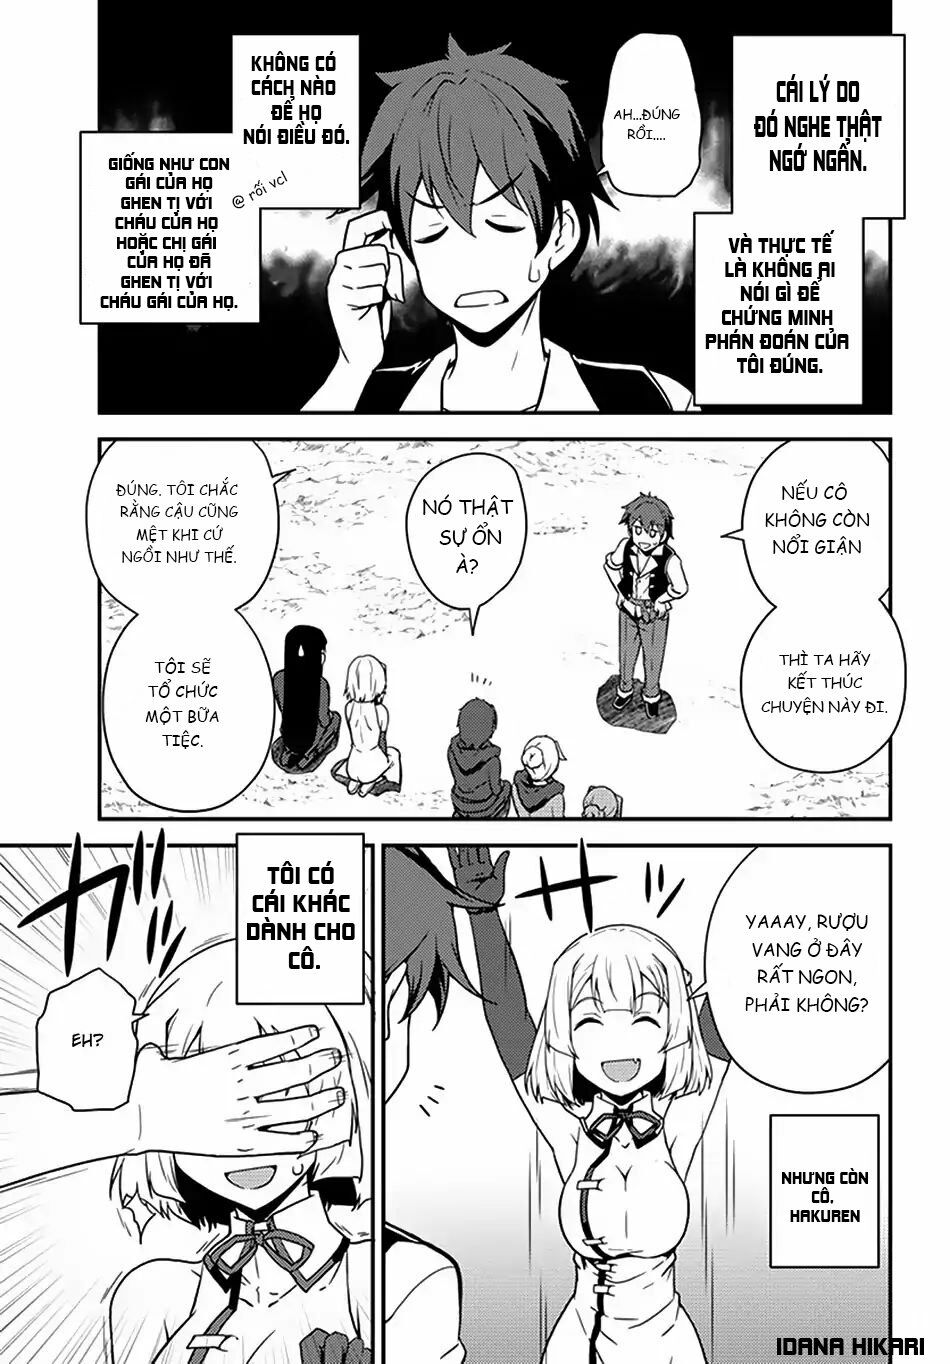 CÁI LÝ DO
ĐÓ NGHE THẬT
NGỚ NGẨN.
VÀ THỰC TẾ
LÀ KHÔNG AI
NÓI GÌ ĐỂ
CHỨNG MINH
PHÁN ĐOÁN CỦA
TÔI ĐÚNG.
AH...ĐÚNG
RỒI....
KHÔNG CÓ
CÁCH NÀO
ĐỂ HỌ
NÓI ĐIỀU ĐÓ.
GIỐNG NHƯ CON
GÁI CỦA HỌ
GHEN TỊ VỚI
CHÁU CỦA HỌ
HOẶC CHỊ GÁI
CỦA HỌ ĐÃ
GHEN TỊ VỚI
CHÁU GÁI CỦA HỌ.
@ rối vcl
NẾU CÔ
KHÔNG CÒN
NỔI GIẬN
THÌ TA HÃY
KẾT THÚC
CHUYỆN NÀY ĐI.
NÓ THẬT
SỰ ỔN
À?
ĐÚNG. TÔI CHẮC
RẰNG CẬU CŨNG
MỆT KHI CỨ
NGỒI NHƯ THẾ.
TÔI SẼ
TỔ CHỨC
MỘT BỮA
TIỆC.
YAAAY, RƯỢU
VANG Ở ĐÂY
RẤT NGON,
PHẢI KHÔNG?
NHƯNG CÒN
CÔ,
HAKUREN
TÔI CÓ
CÁI KHÁC
DÀNH CHO
CÔ.
EH?
ガガ
IDANA HIKARI